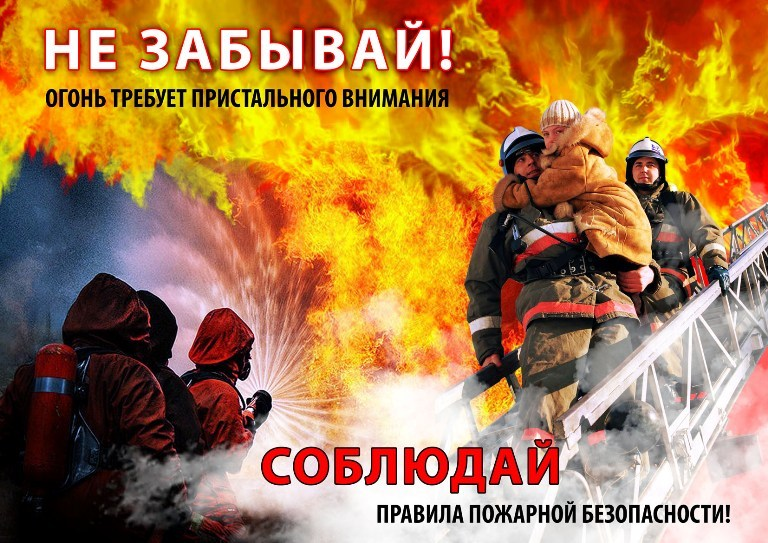 НЕ ЗАБЫВАЙ!
ОГОНЬ ТРЕБУЕТ ПРИСТАЛЬНОГО ВНИМАНИЯ
СОБЛЮДАЙ
ПРАВИЛА ПОЖАРНОЙ БЕЗОПАСНОСТИ!